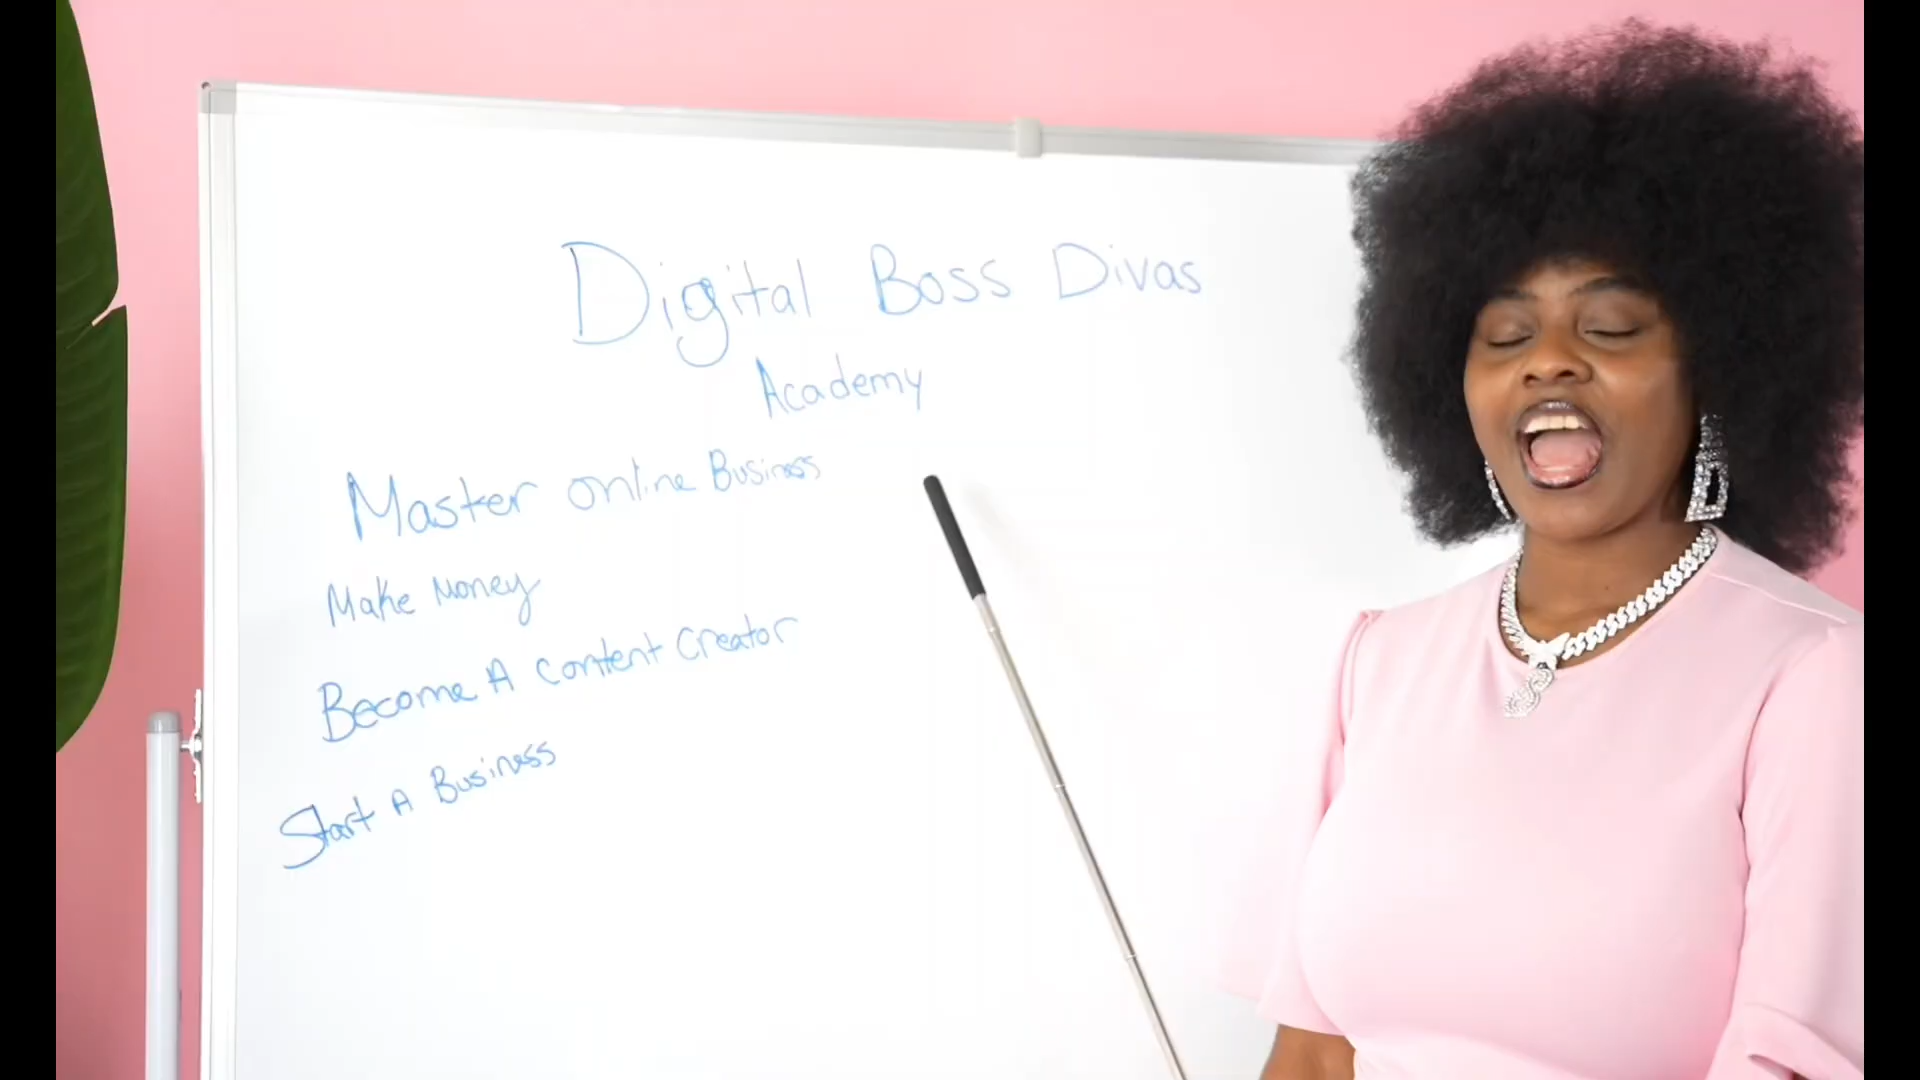 Digital Boss Divas
Academy
Master online Business
Make Money
Become A Content Creator
Start A Business